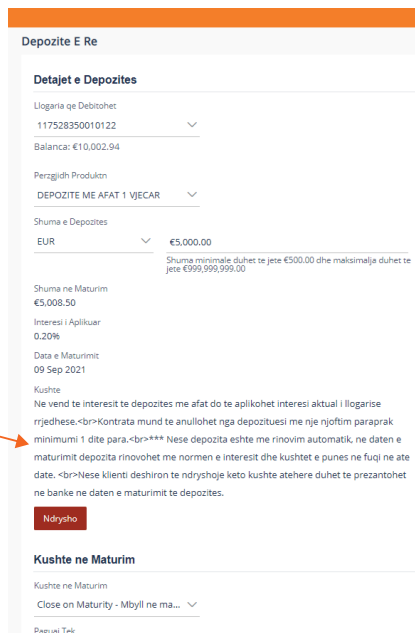 Depozite E Re
Detajet e Depozites
Llogaria qe Debitohet
117528350010122
Balanca: €10,002.94
Perzgjidh Produktn
DEPOZITE ME AFAT 1 VJECAR
Shuma e Depozites
EUR €5,000.00
Shuma minimale duhet te jete €500.00 dhe maksimalja duhet te
jete €999,999,999.00
Shuma ne Maturim
€5,008.50
Interesi i Aplikuar
0.20%
Data e Maturimit
09 Sep 2021
Kushte
Ne vend te interesit te depozites me afat do te aplikohet interesi aktual i llogarise
rrjedhese.<br>Kontrata mund te anullohet nga depozituesi me nje njoftim paraprak
minimumi 1 dite para.<br>*** Nese depozita eshte me rinovim automatik, ne daten e
maturimit depozita rinovohet me normen e interesit dhe kushtet e punes ne fuqi ne ate
date. <br>Nese klienti deshiron te ndryshoje keto kushte atehere duhet te prezantohet
ne banke ne daten e maturimit te depozites.
Ndrysho
Kushte ne Maturim
Kushte ne Maturim
Close on Maturity - Mbyll ne ma...
Paguaj Tek